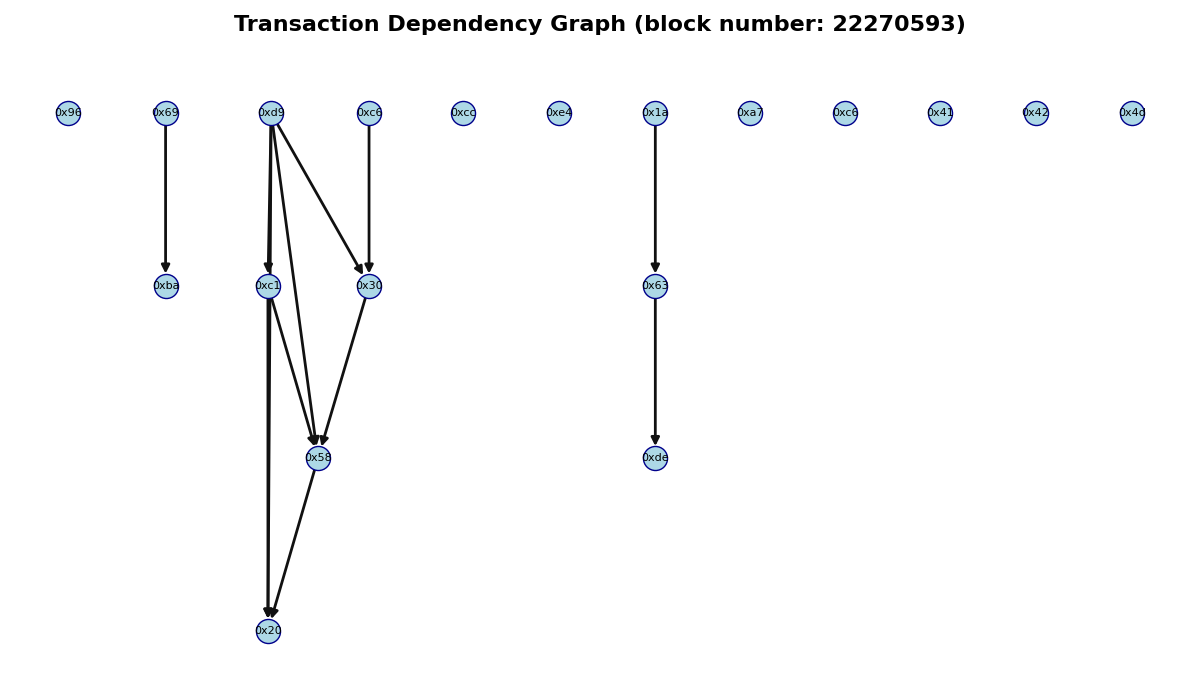 Transaction Dependency Graph (block number: 22270593)
0x96 0x69 0xd9 0xc6 0xcc 0xe4 0x1a 0xa7 0xc6 0x41 0x42
0xba 0xc1 0x30 0x63
0x58 0xde
0x20